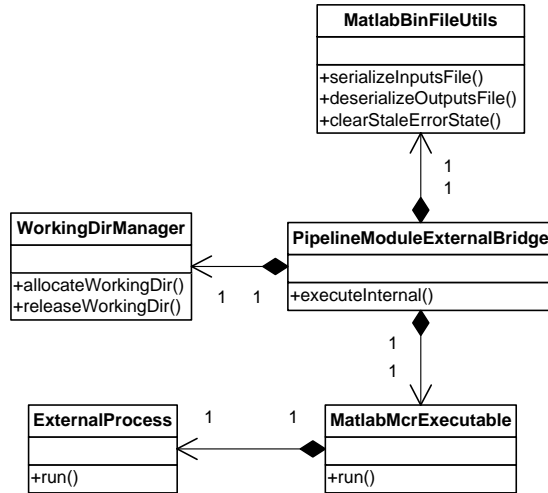 MatlabBinFileUtils
+serializeInputsFile()
+deserializeOutputsFile()
+clearStaleErrorState()
1
1
WorkingDirManager
+allocateWorkingDir()
+releaseWorkingDir()
1
1
PipelineModuleExternalBridge
+executeInternal()
1
1
ExternalProcess
+run()
1
1
MatlabMcrExecutable
+run()